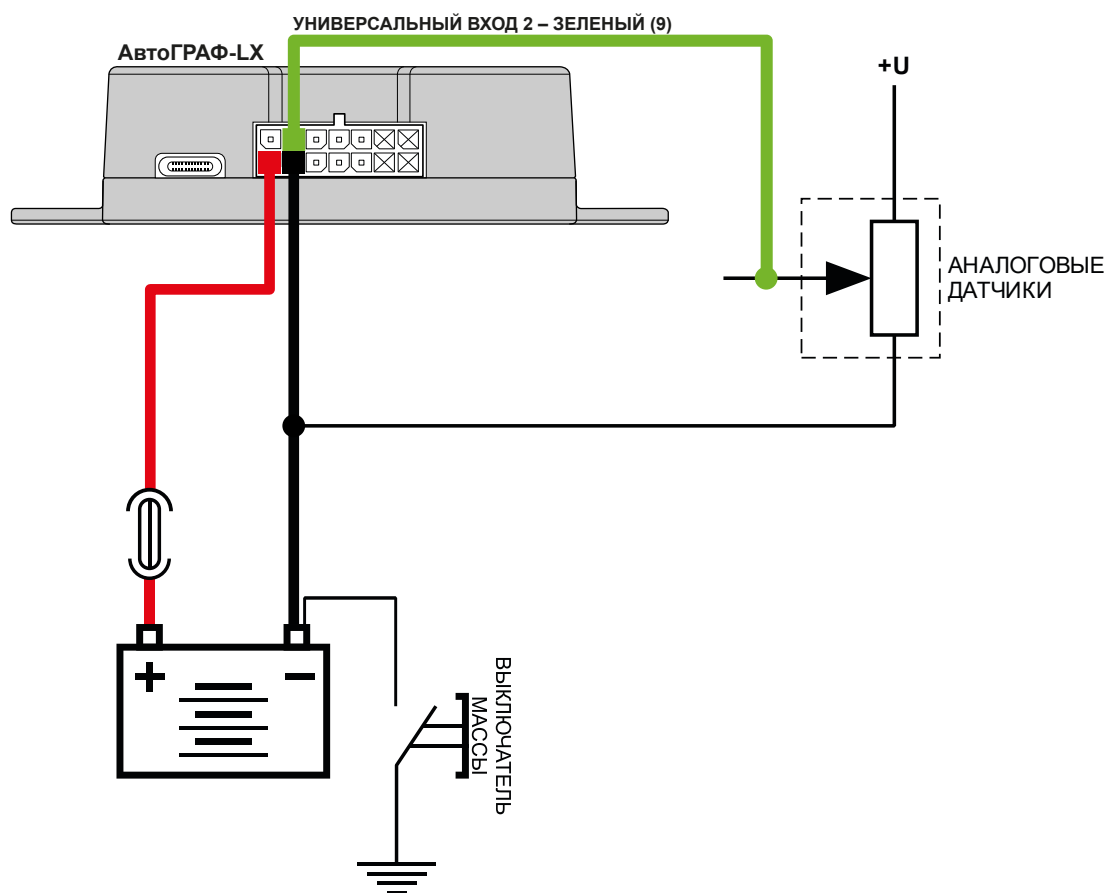 УНИВЕРСАЛЬНЫЙ ВХОД 2 – ЗЕЛЕНЫЙ (9)
АвтоГРАФ-LX
+U
АНАЛОГОВЫЕ
ДАТЧИКИ
+
−
ВЫКЛЮЧАТЕЛЬ
МАССЫ